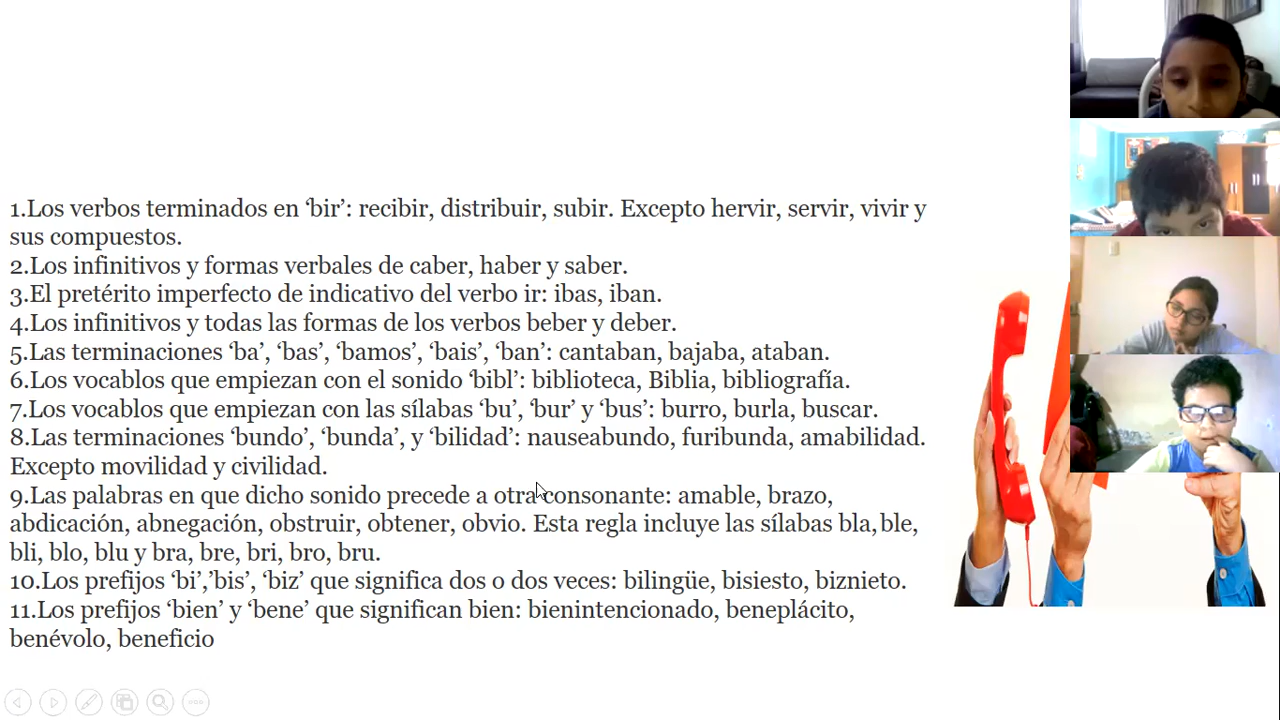 1.Los verbos terminados en ‘bir’: recibir, distribuir, subir. Excepto hervir, servir, vivir y
sus compuestos.
2.Los infinitivos y formas verbales de caber, haber y saber.
3.El pretérito imperfecto de indicativo del verbo ir: ibas, iban.
4.Los infinitivos y todas las formas de los verbos beber y deber.
5.Las terminaciones ‘ba’, ‘bas’, ‘bamos’, ‘bais’, ‘ban’: cantaban, bajaba, ataban.
6.Los vocablos que empiezan con el sonido ‘bibl’: biblioteca, Biblia, bibliografía.
7.Los vocablos que empiezan con las sílabas ‘bu’, ‘bur’ y ‘bus’: burro, burla, buscar.
8.Las terminaciones ‘bundo’, ‘bunda’, y ‘bilidad’: nauseabundo, furibunda, amabilidad.
Excepto movilidad y civilidad.
9.Las palabras en que dicho sonido precede a otra consonante: amable, brazo,
abdicación, abnegación, obstruir, obtener, obvio. Esta regla incluye las sílabas bla, ble,
bli, blo, blu y bra, bre, bri, bro, bru.
10.Los prefijos ‘bi’,’bis’, ‘biz’ que significa dos o dos veces: bilingüe, bisiesto, biznieto.
11.Los prefijos ‘bien’ y ‘bene’ que significan bien: bienintencionado, beneplácito,
benévolo, beneficio